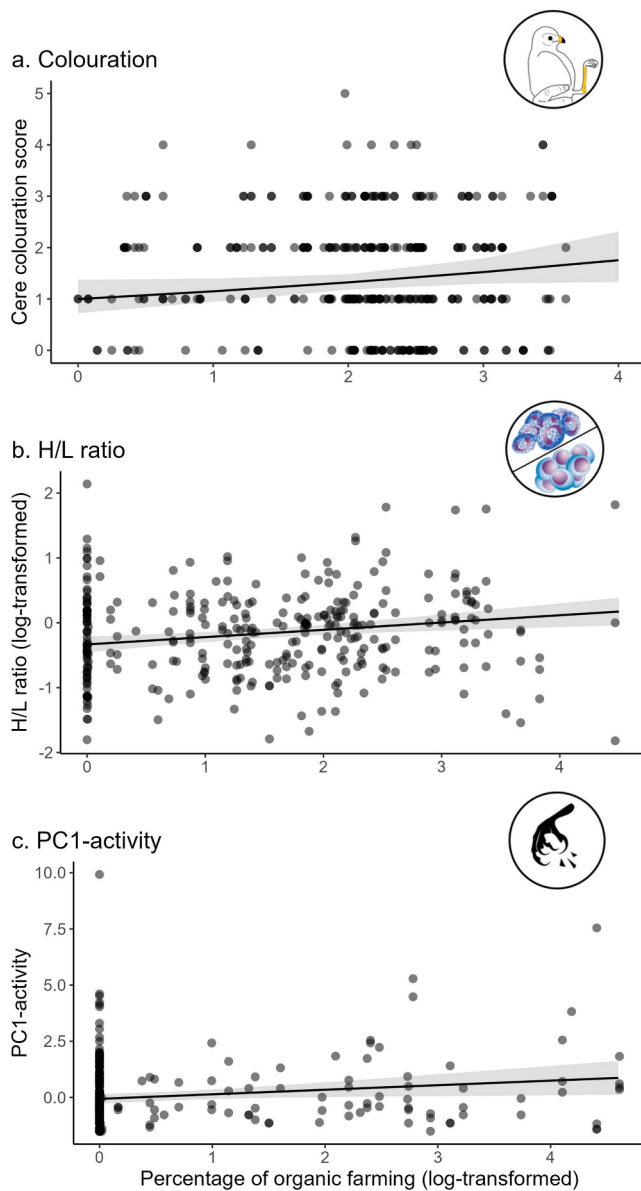 a. Colouration
Cere colouration score
5
4
3
2
1
0
0 1 2 3 4
b. H/L ratio
H/L ratio (log-transformed)
2
1
0
-1
-2
0 1 2 3 4
c. PC1-activity
PC1-activity
10.0
7.5
5.0
2.5
0.0
0 1 2 3 4
Percentage of organic farming (log-transformed)